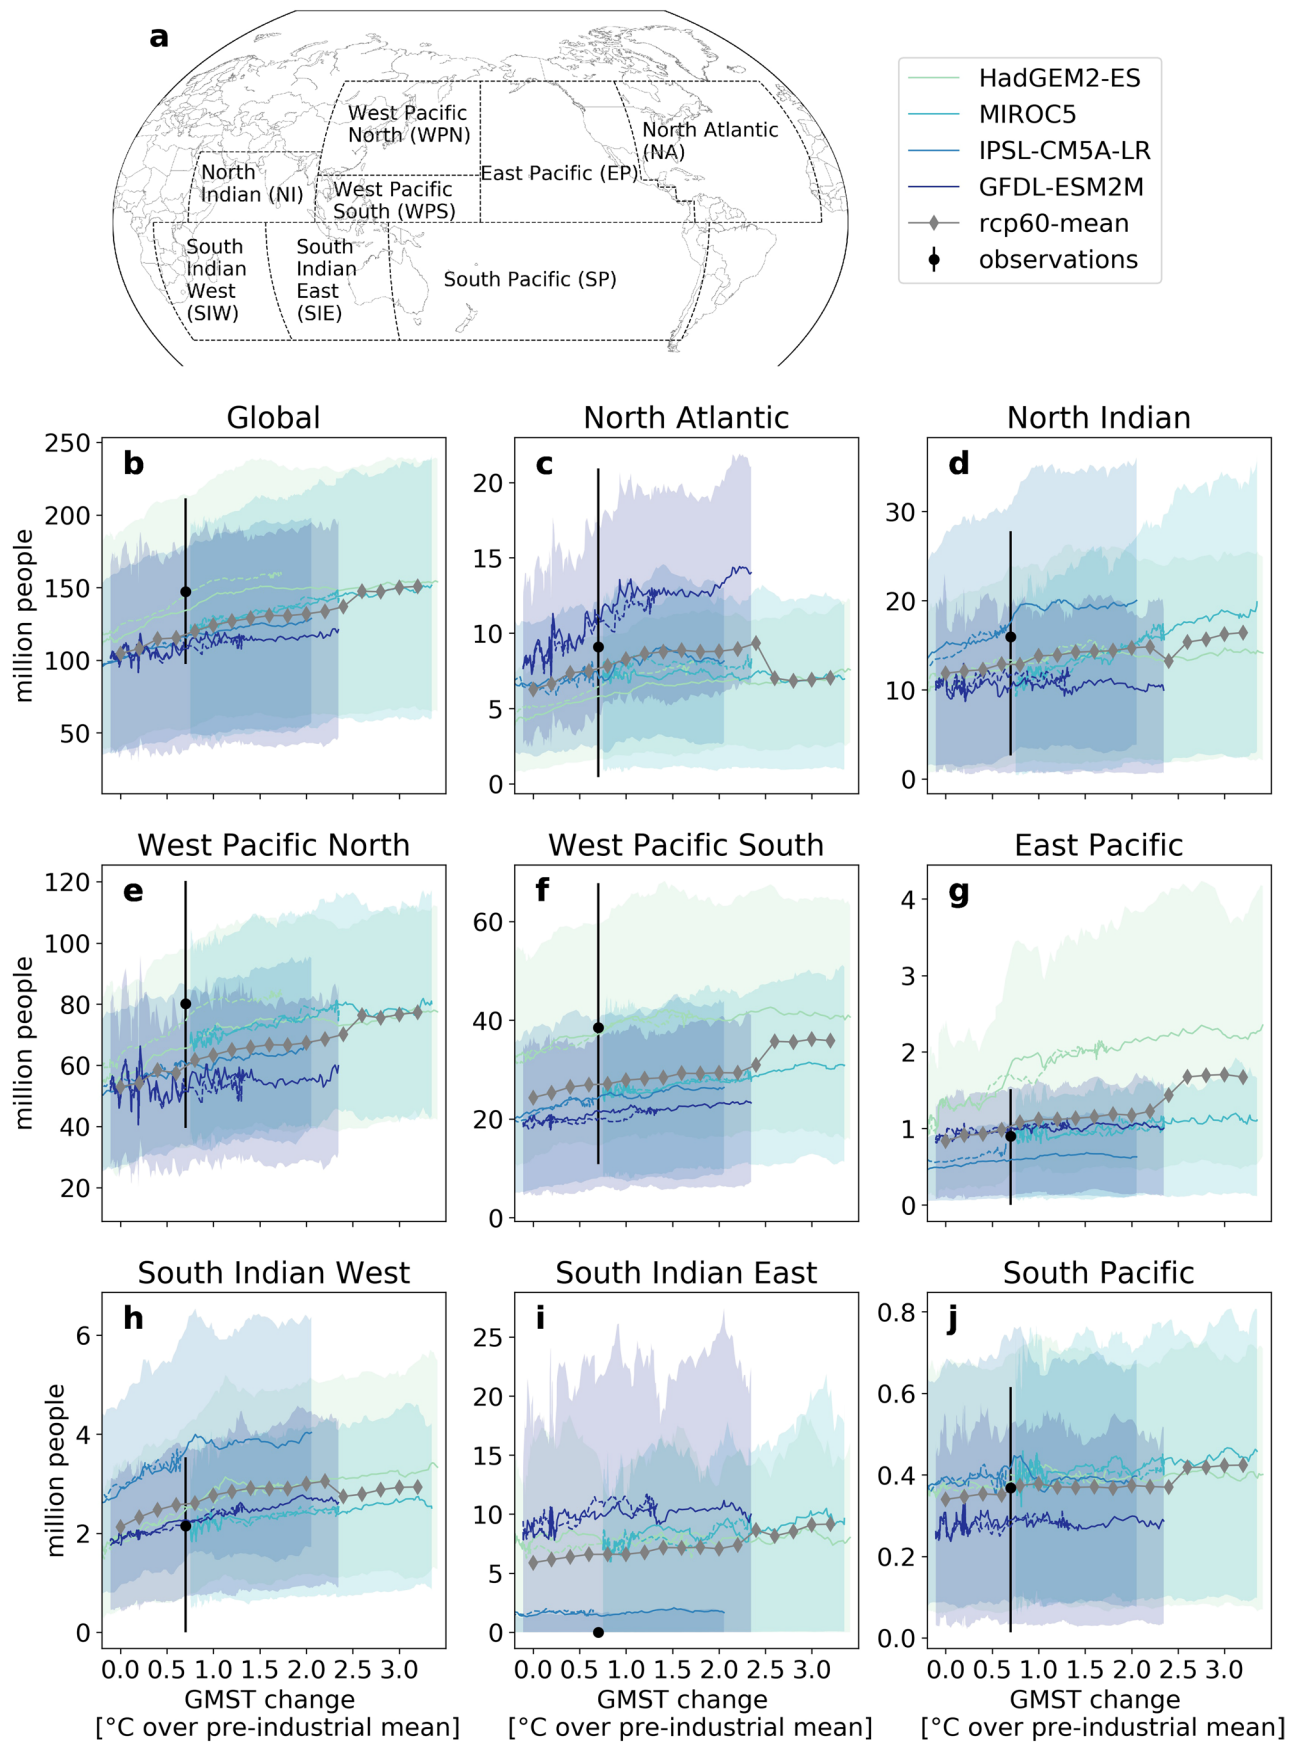 a
West Pacific
North (WPN)
North Atlantic
(NA)
North
Indian (NI)
East Pacific (EP)
West Pacific
South (WPS)
South
Indian
West
(SIW)
South
Indian
East
(SIE)
South Pacific (SP)
HadGEM2-ES
MIROC5
IPSL-CM5A-LR
GFDL-ESM2M
rcp60-mean
observations
Global
b
250
200
150
100
50
million people
North Atlantic
c
20
15
10
5
0
North Indian
d
30
20
10
0
West Pacific North
e
120
100
80
60
40
20
million people
West Pacific South
f
60
40
20
0
East Pacific
g
4
3
2
1
0
South Indian West
h
6
4
2
0
million people
0.0 0.5 1.0 1.5 2.0 2.5 3.0
GMST change
[°C over pre-industrial mean]
South Indian East
i
25
20
15
10
5
0
0.0 0.5 1.0 1.5 2.0 2.5 3.0
GMST change
[°C over pre-industrial mean]
South Pacific
j
0.8
0.6
0.4
0.2
0.0
0.0 0.5 1.0 1.5 2.0 2.5 3.0
GMST change
[°C over pre-industrial mean]